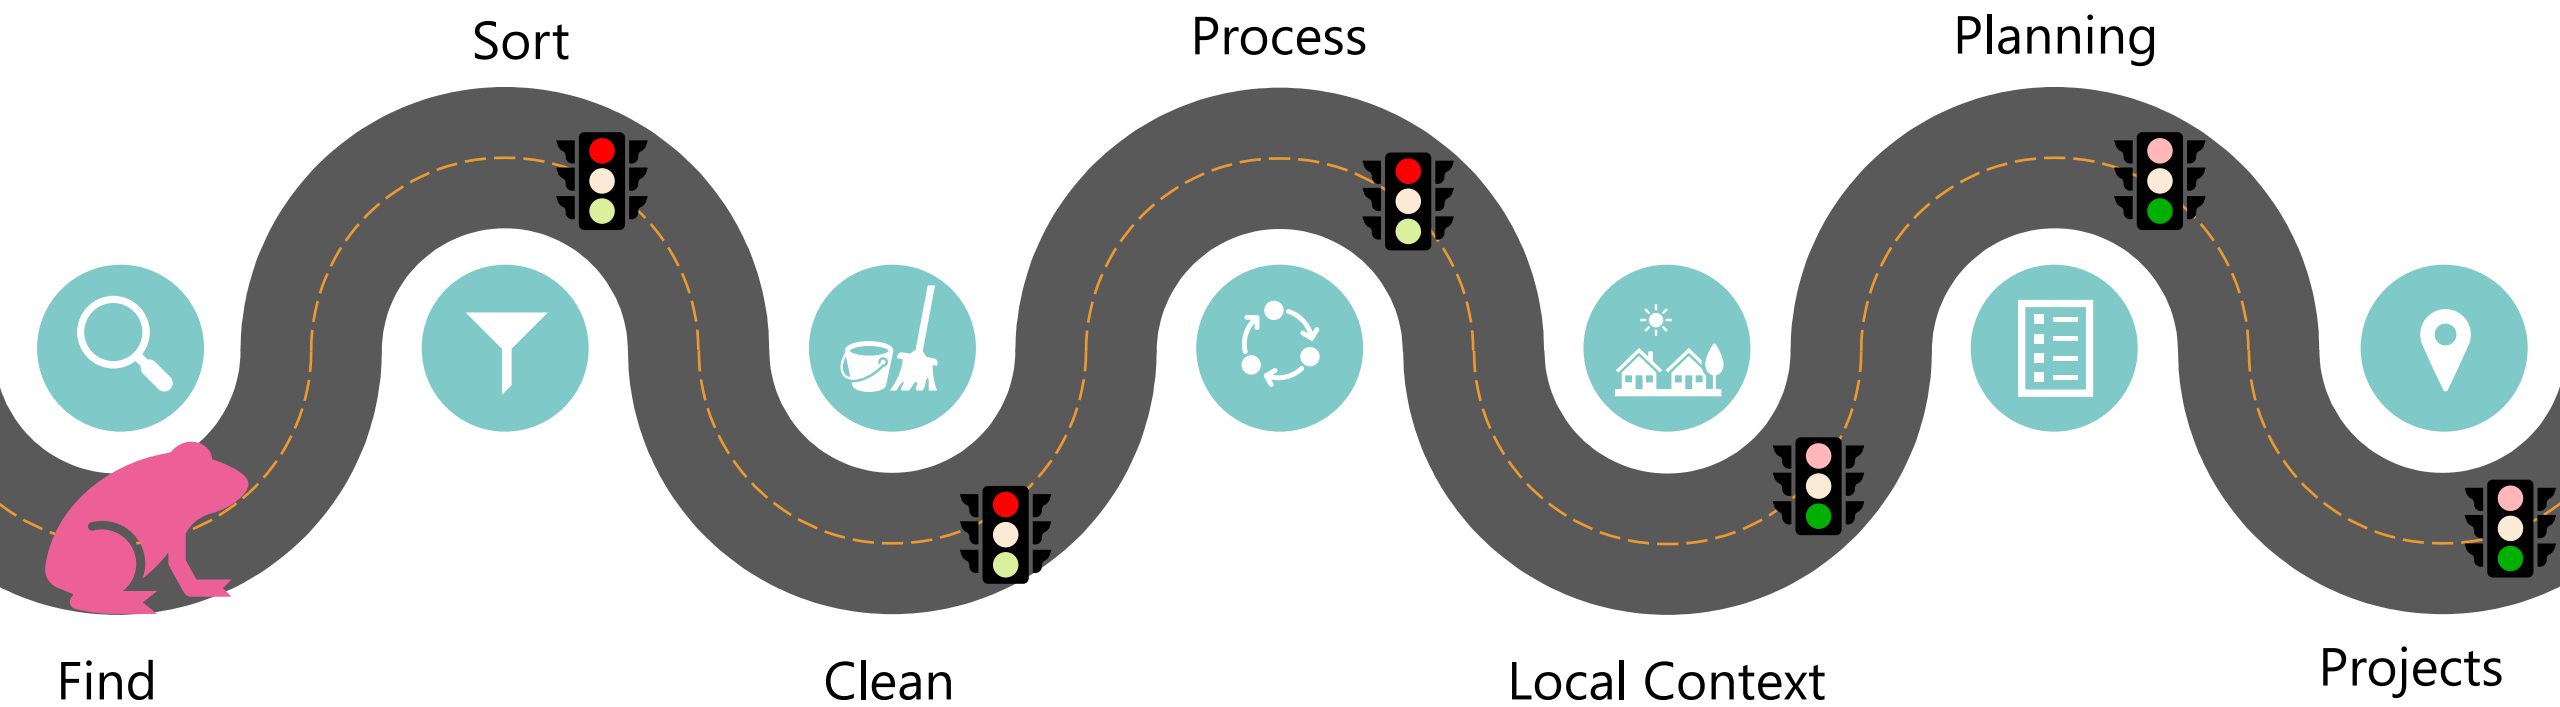 Find
Sort
Clean
Process
Local Context
Planning
Projects